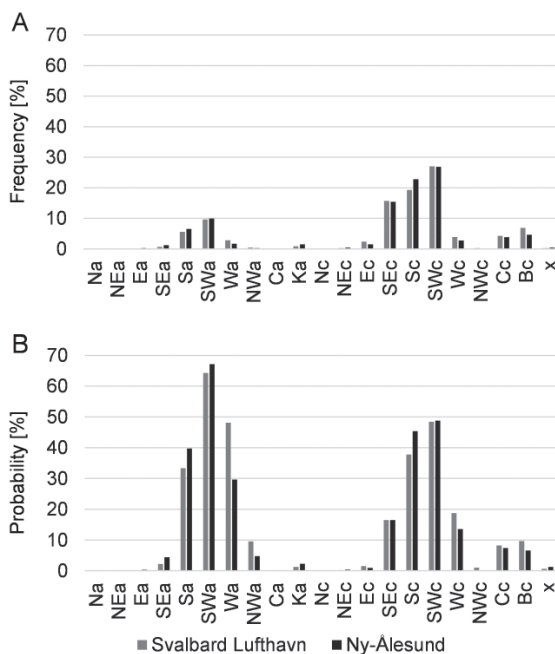 A
Frequency [%]
70
60
50
40
30
20
10
0
Na NEa Ea SEa Sa SWa Wa NWa Ca Ka Nc NEc Ec SEc Sc SWc Wc NWc Cc Bc x
B
Probability [%]
70
60
50
40
30
20
10
0
Na NEa Ea SEa Sa SWa Wa NWa Ca Ka Nc NEc Ec SEc Sc SWc Wc NWc Cc Bc x
Svalbard Lufthavn Ny-Ålesund